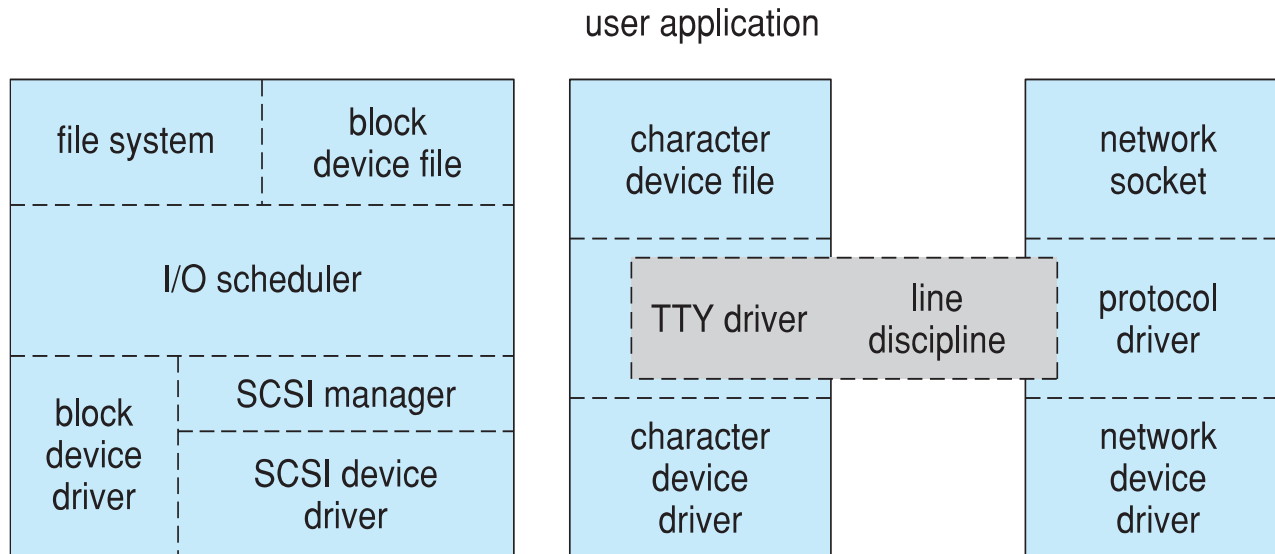 user application
file system
block
device file
I/O scheduler
block
device
driver
SCSI manager
SCSI device
driver
character
device file
TTY driver
line
discipline
character
device
driver
network
socket
protocol
driver
network
device
driver